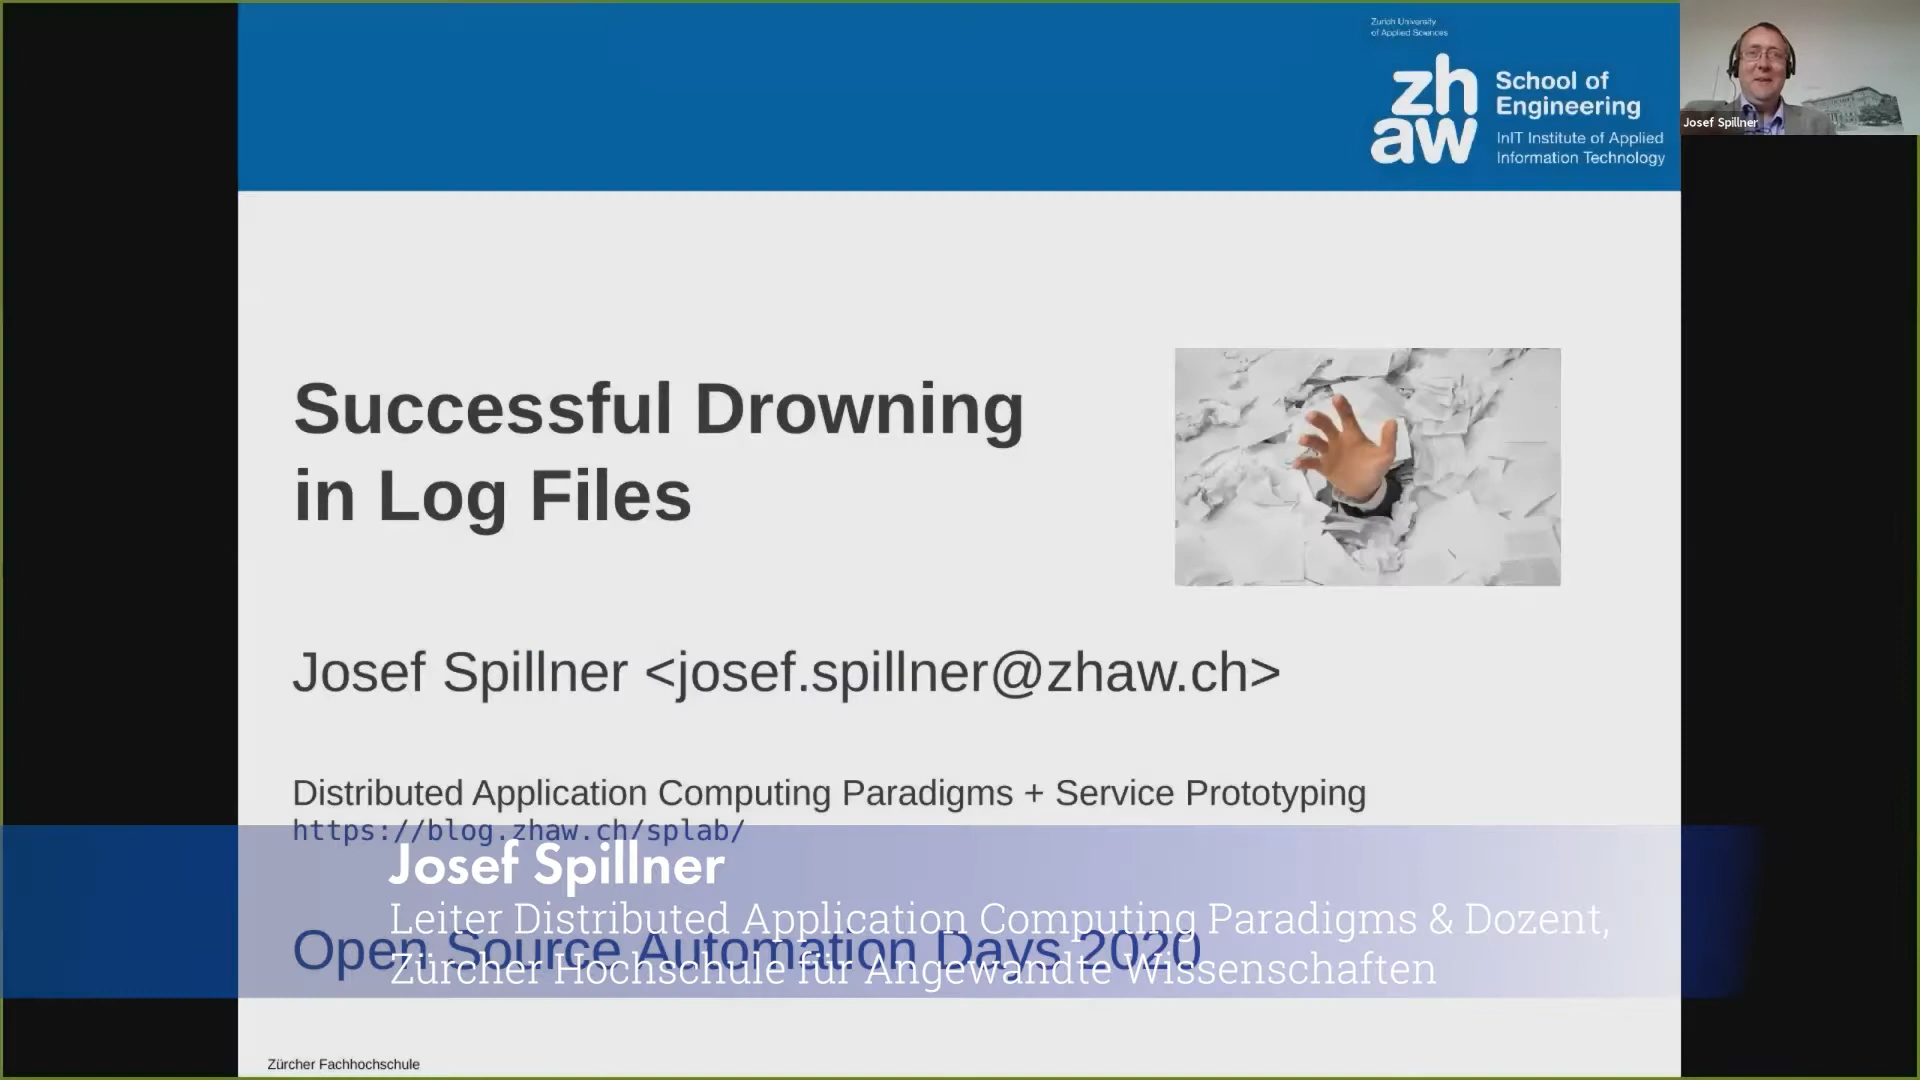 Zurich University
of Applied Sciences
zh
aw
School of
Engineering
InIT Institute of Applied
Information Technology
Josef Spillner
Successful Drowning
in Log Files
Josef Spillner <josef.spillner@zhaw.ch>
Distributed Application Computing Paradigms + Service Prototyping
https://blog.zhaw.ch/splab/
Josef Spillner
Leiter Distributed Application Computing Paradigms & Dozent,
Open Source Automation Days 2020
Zürcher Hochschule für Angewandte Wissenschaften
Zürcher Fachhochschule